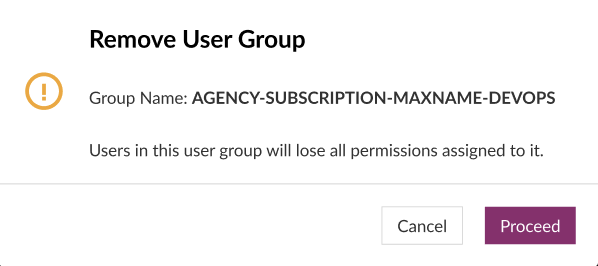 Remove User Group
Group Name: AGENCY-SUBSCRIPTION-MAXNAME-DEVOPS
Users in this user group will lose all permissions assigned to it.
Cancel
Proceed